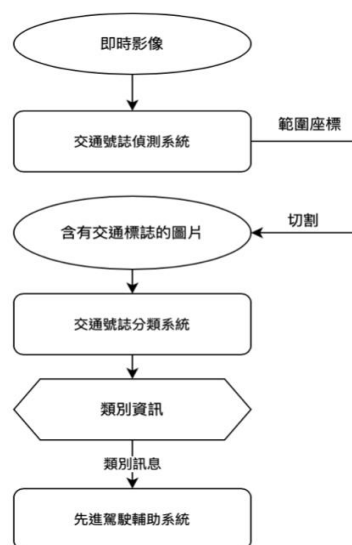 即時影像
交通號誌偵測系統
範圍座標
含有交通標誌的圖片
切割
交通號誌分類系統
類別資訊
類別訊息
先進駕駛輔助系統